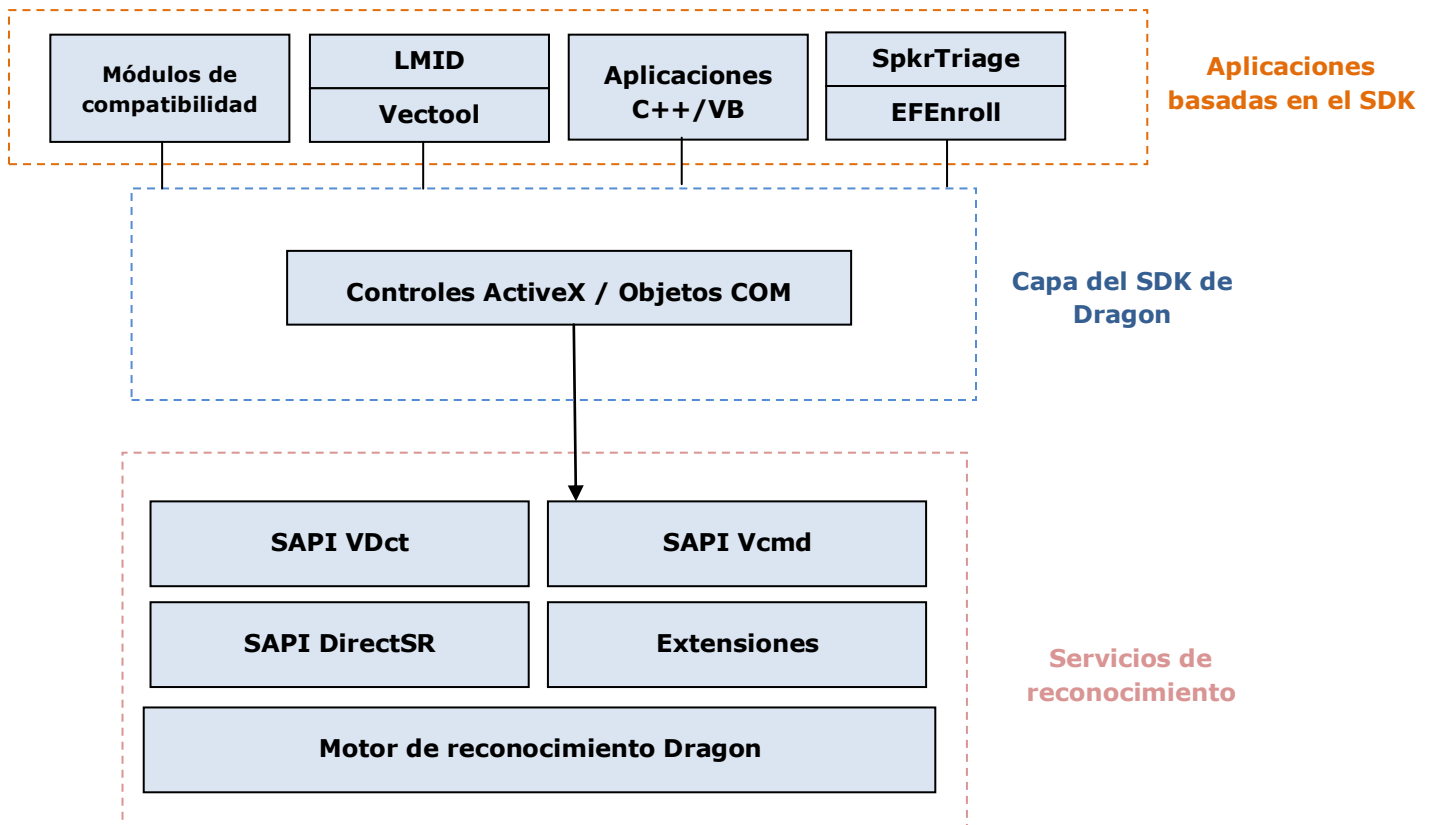 Módulos de
compatibilidad
LMID
Vectool
Aplicaciones
C++/VB
SpkrTriage
EFEnroll
Aplicaciones
basadas en el SDK
Controles ActiveX / Objetos COM
Capa del SDK de
Dragon
SAPI VDct
SAPI Vcmd
SAPI DirectSR
Extensiones
Servicios de
reconocimiento
Motor de reconocimiento Dragon